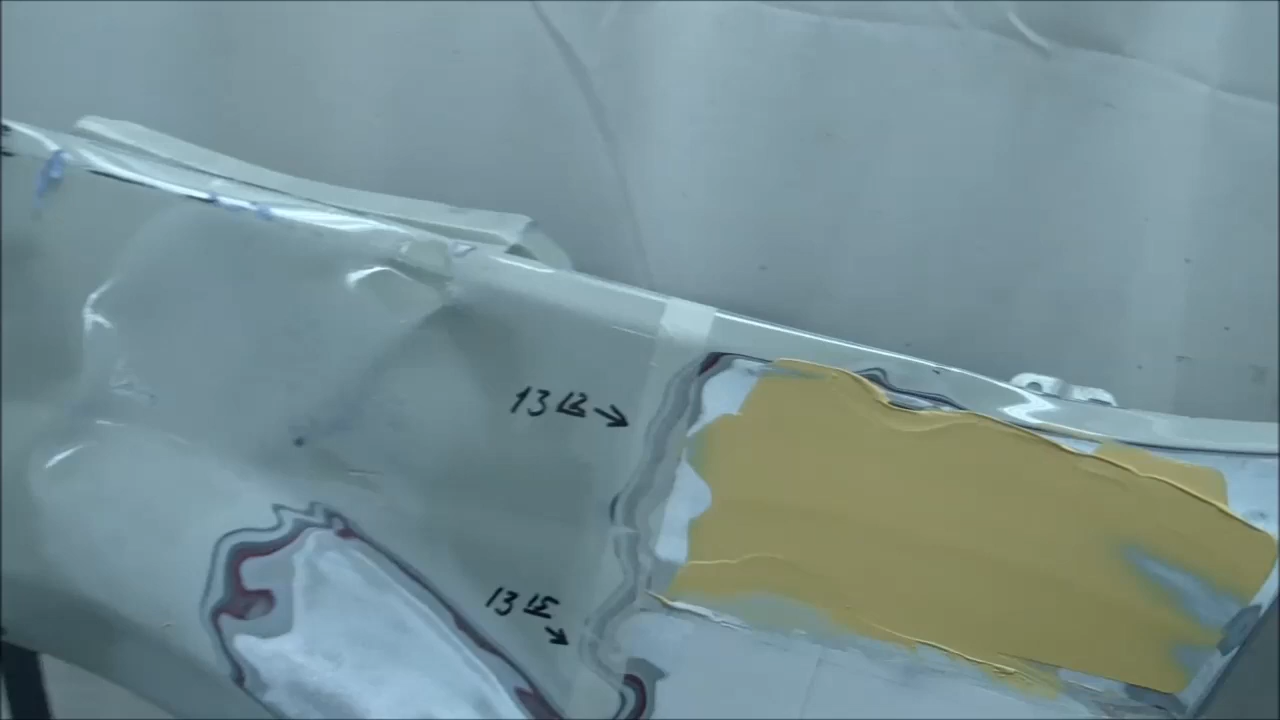 13 LB →
13 LE ↘